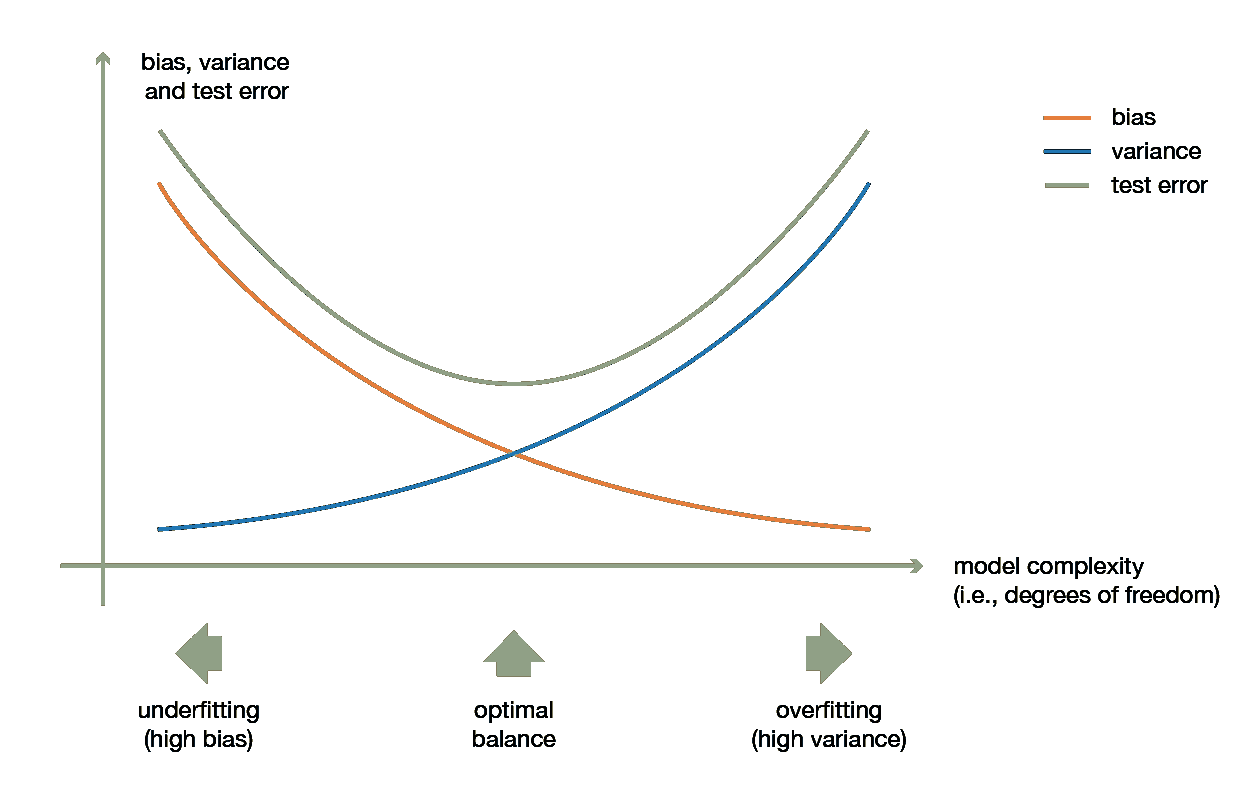 bias, variance
and test error
bias
variance
test error
model complexity
(i.e., degrees of freedom)
underfitting
(high bias)
optimal
balance
overfitting
(high variance)